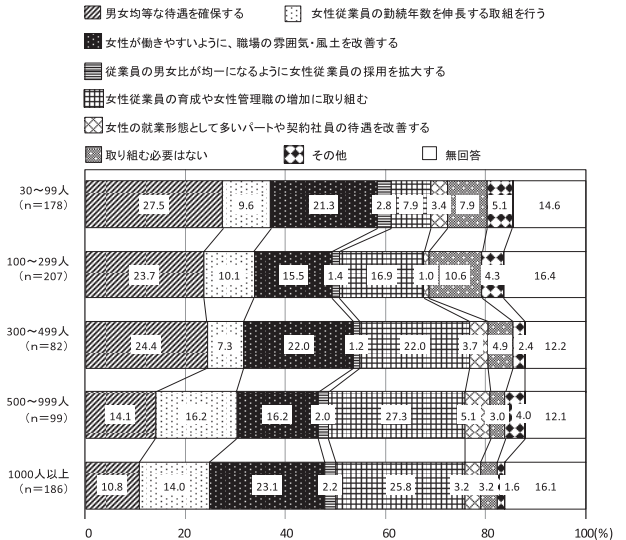 男女均等な待遇を確保する 女性従業員の勤続年数を伸長する取組を行う
女性が働きやすいように、職場の雰囲気・風土を改善する
従業員の男女比が均一になるように女性従業員の採用を拡大する
女性従業員の育成や女性管理職の増加に取り組む
女性の就業形態として多いパートや契約社員の待遇を改善する
取り組む必要はない その他 無回答
30～99人
（n＝178）
27.5 9.6 21.3 2.8 7.9 3.4 7.9 5.1 14.6
100～299人
（n＝207）
23.7 10.1 15.5 1.4 16.9 1.0 10.6 4.3 16.4
300～499人
（n＝82）
24.4 7.3 22.0 1.2 22.0 3.7 4.9 2.4 12.2
500～999人
（n＝99）
14.1 16.2 16.2 2.0 27.3 5.1 3.0 4.0 12.1
1000人以上
（n＝186）
10.8 14.0 23.1 2.2 25.8 3.2 3.2 1.6 16.1
0 20 40 60 80 100(%)